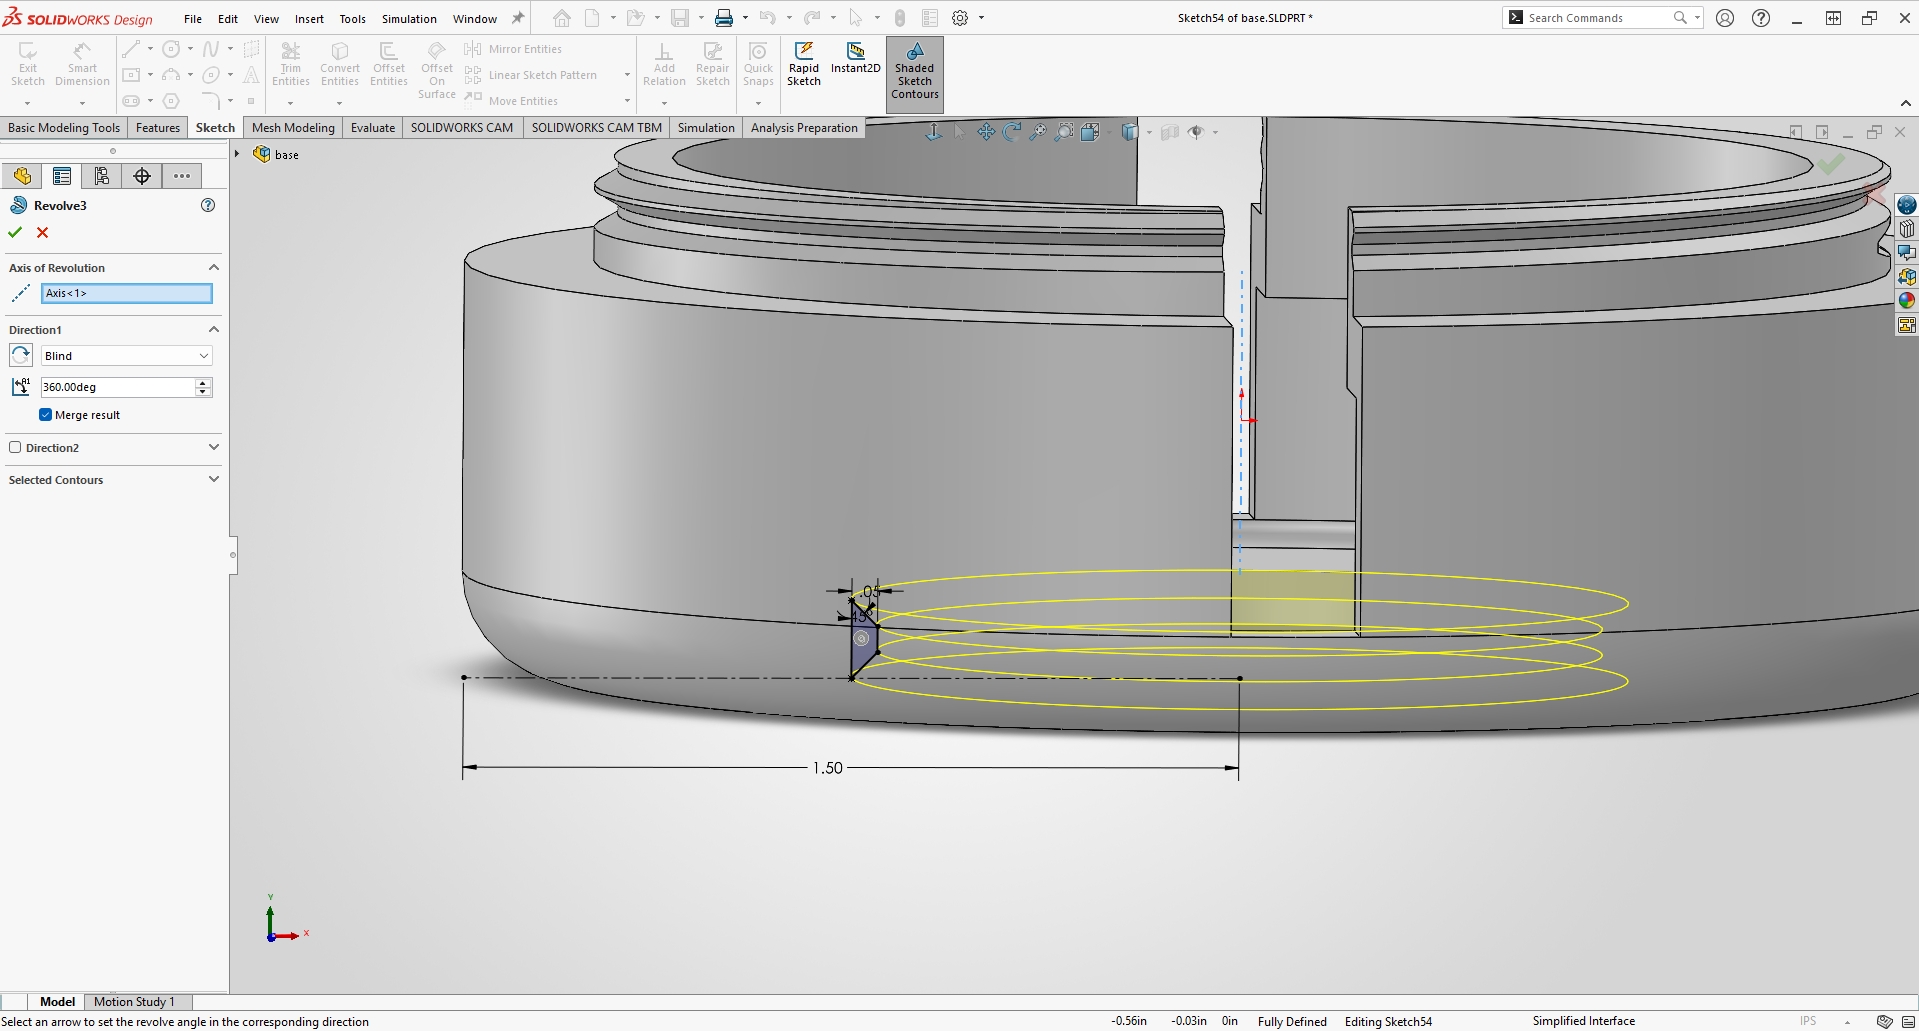 SOLIDWORKS Design
File Edit View Insert Tools Simulation Window
Sketch54 of base.SLDPRT *
Search Commands
Exit Sketch
Smart Dimension
Trim Entities
Convert Entities
Offset Entities
Offset On Surface
Mirror Entities
Linear Sketch Pattern
Move Entities
Add Relation
Repair Sketch
Quick Snaps
Rapid Sketch
Instant2D
Shaded Sketch Contours
Basic Modeling Tools Features Sketch Mesh Modeling Evaluate SOLIDWORKS CAM SOLIDWORKS CAM TBM Simulation Analysis Preparation
base
Revolve3
Axis of Revolution
Axis<1>
Direction1
Blind
360.00deg
Merge result
Direction2
Selected Contours
.05
45°
1.50
Y
X
Model Motion Study 1
Select an arrow to set the revolve angle in the corresponding direction
-0.56in -0.03in 0in Fully Defined Editing Sketch54 Simplified Interface IPS